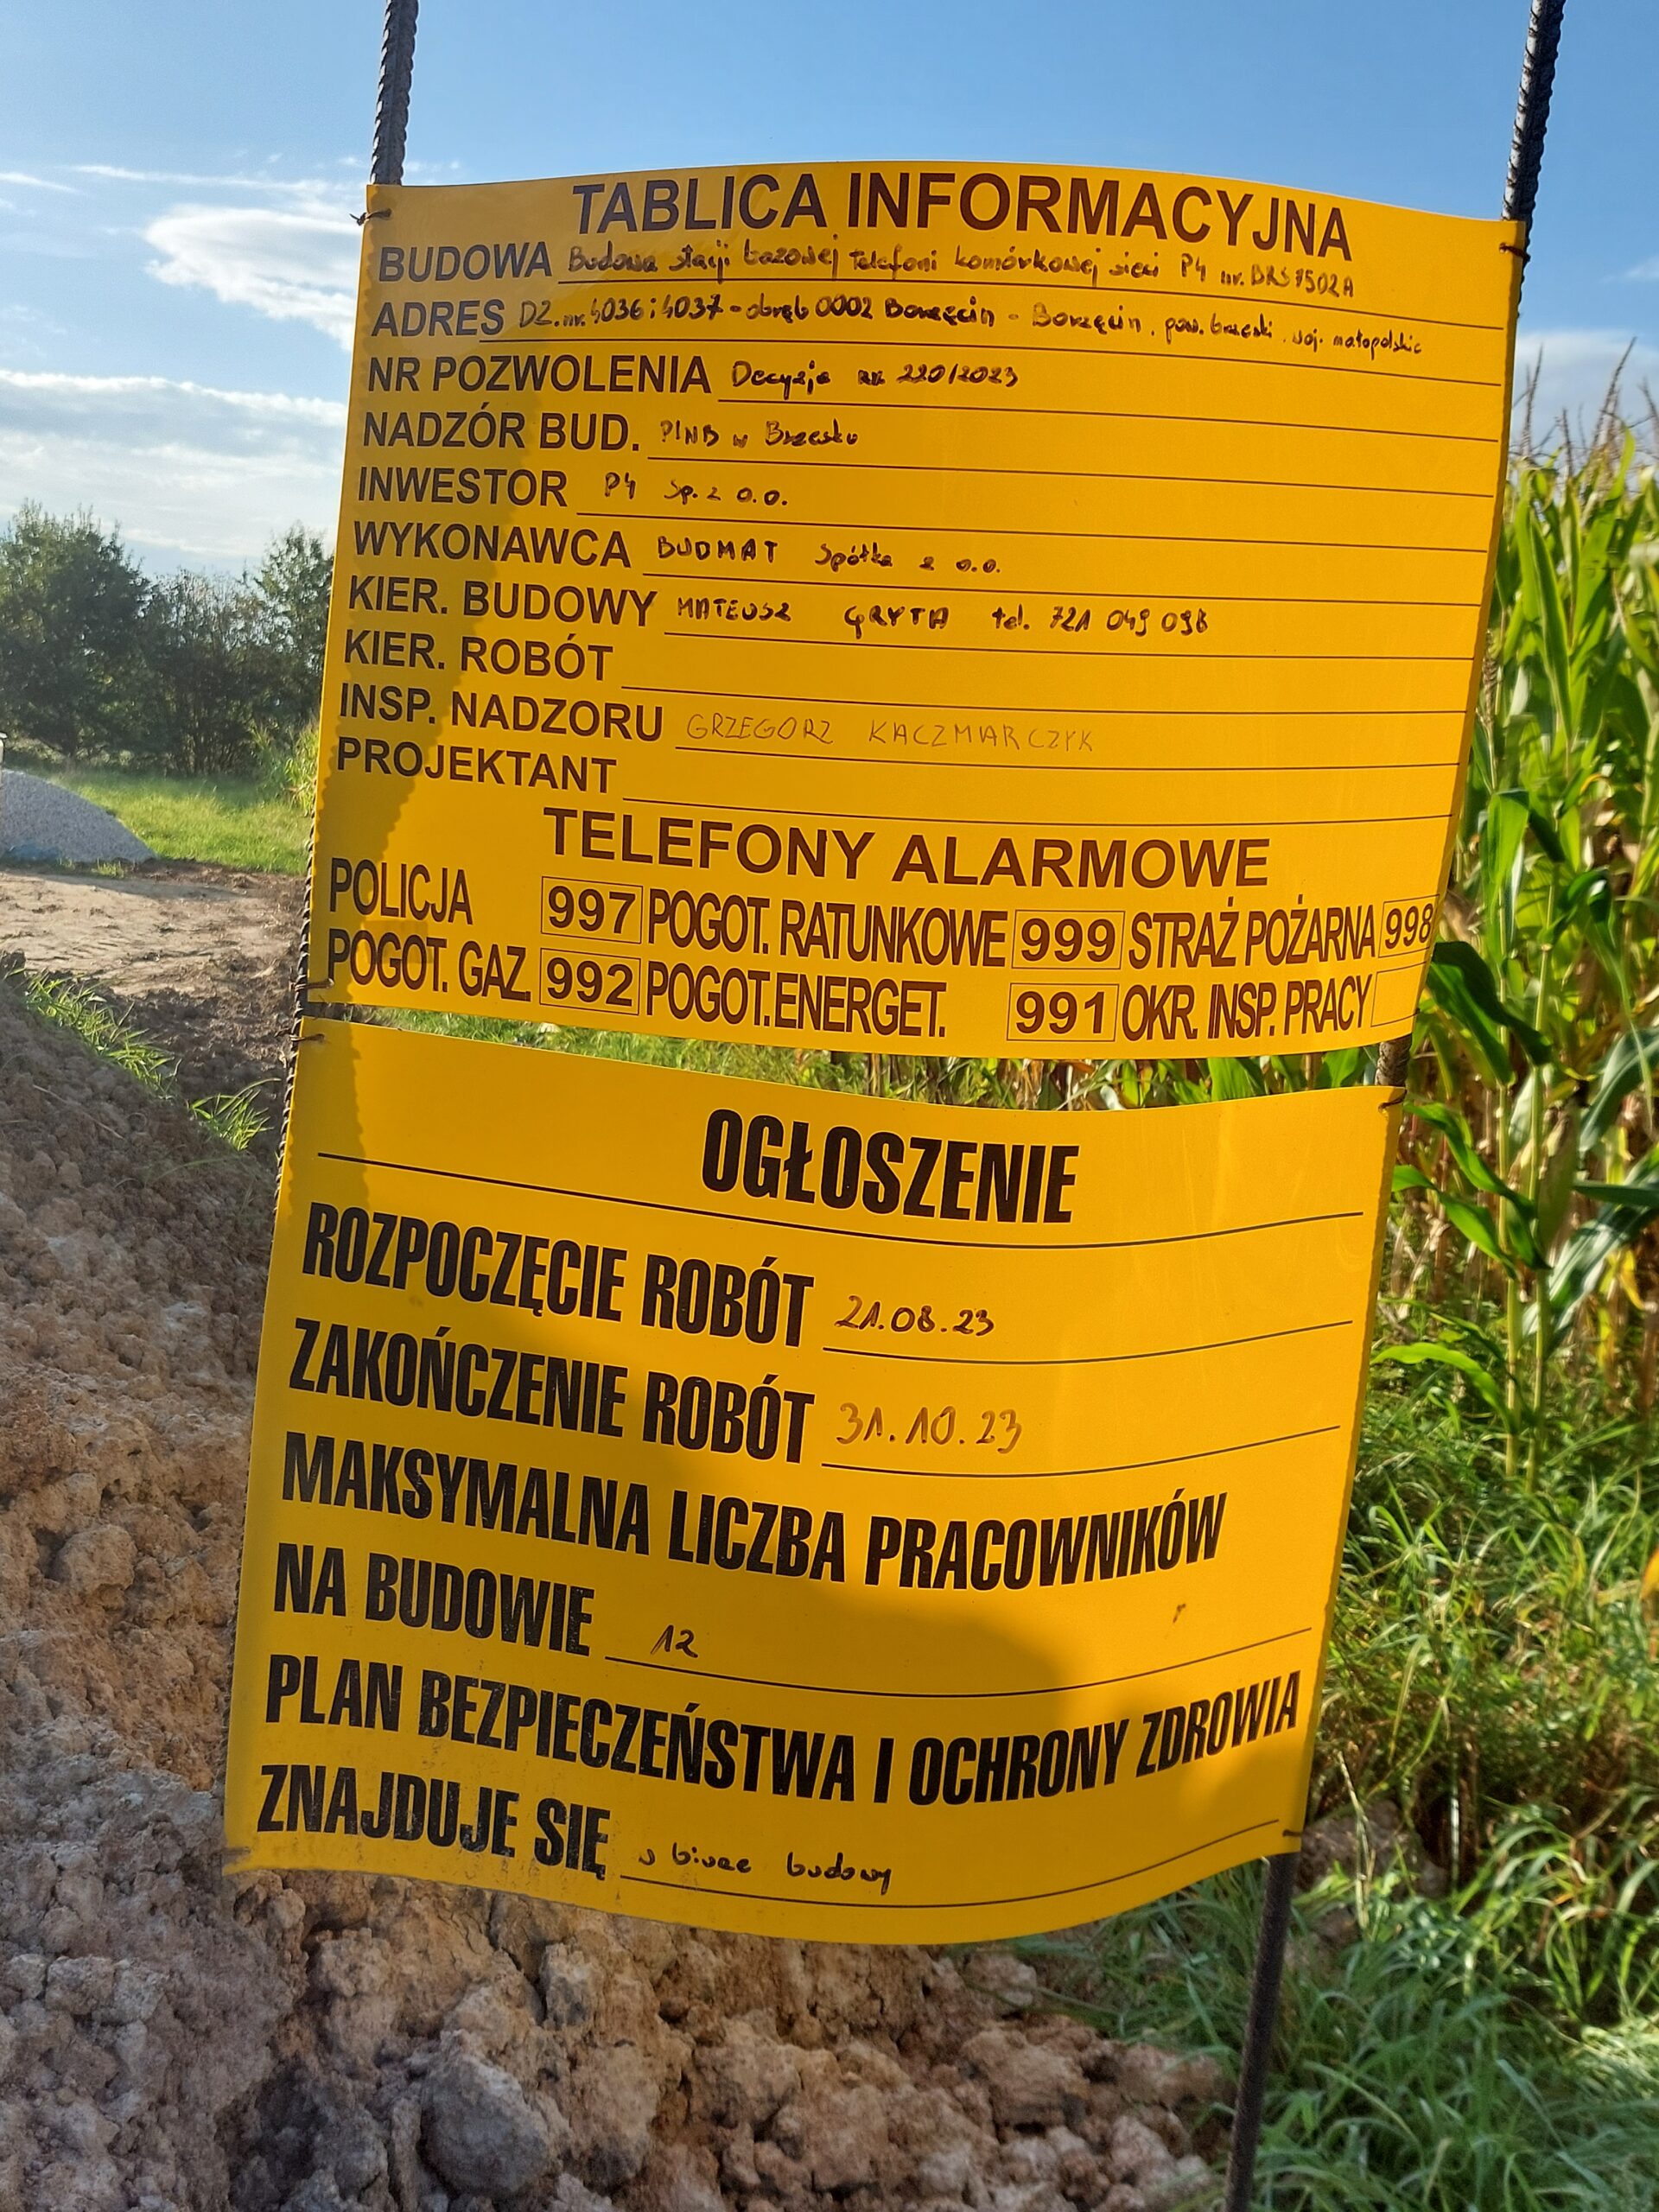 TABLICA INFORMACYJNA
BUDOWA Budowa stacji bazowej telefoni komórkowej sieci P4 nr. BRS7502A
ADRES DZ. nr. 4036 i 4037 - obręb 0002 Borzęcin - Borzęcin, pow. brzeski, woj. małopolskie
NR POZWOLENIA Decyzja nr 220/2023
NADZÓR BUD. PINB w Brzesku
INWESTOR P4 Sp. z o.o.
WYKONAWCA BUDMAT Spółka z o.o.
KIER. BUDOWY MATEUSZ GRYTA tel. 721 049 098
KIER. ROBÓT
INSP. NADZORU GRZEGORZ KACZMARCZYK
PROJEKTANT
TELEFONY ALARMOWE
POLICJA 997 POGOT. RATUNKOWE 999 STRAŻ POŻARNA 998
POGOT. GAZ. 992 POGOT.ENERGET. 991 OKR. INSP. PRACY
OGŁOSZENIE
ROZPOCZĘCIE ROBÓT 21.08.23
ZAKOŃCZENIE ROBÓT 31.10.23
MAKSYMALNA LICZBA PRACOWNIKÓW
NA BUDOWIE 12
PLAN BEZPIECZEŃSTWA I OCHRONY ZDROWIA
ZNAJDUJE SIĘ w biurze budowy